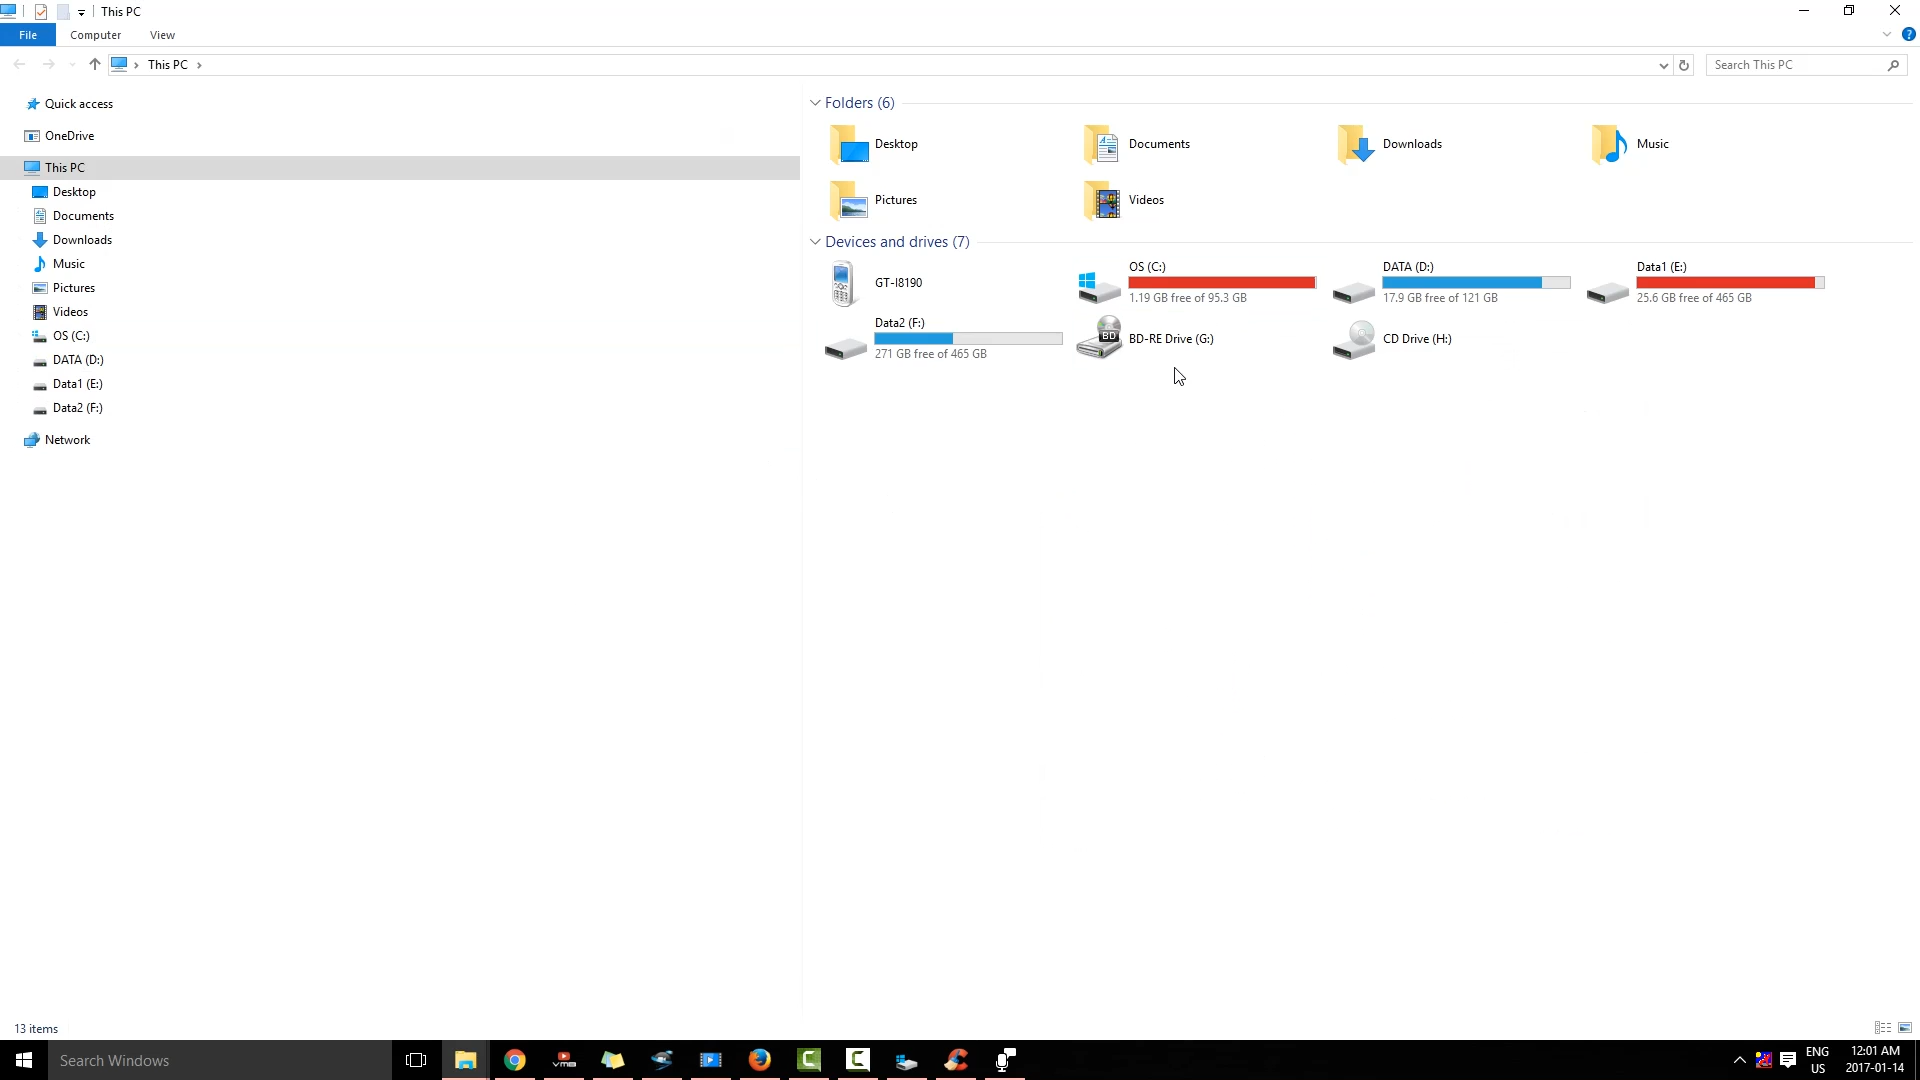 This PC
File Computer View
This PC
Search This PC
Quick access
OneDrive
This PC
Desktop
Documents
Downloads
Music
Pictures
Videos
OS (C:)
DATA (D:)
Data1 (E:)
Data2 (F:)
Network
Folders (6)
Desktop
Documents
Downloads
Music
Pictures
Videos
Devices and drives (7)
GT-I8190
OS (C:)
1.19 GB free of 95.3 GB
DATA (D:)
17.9 GB free of 121 GB
Data1 (E:)
25.6 GB free of 465 GB
Data2 (F:)
271 GB free of 465 GB
BD
BD-RE Drive (G:)
CD Drive (H:)
13 items
Search Windows
ENG
US
12:01 AM
2017-01-14